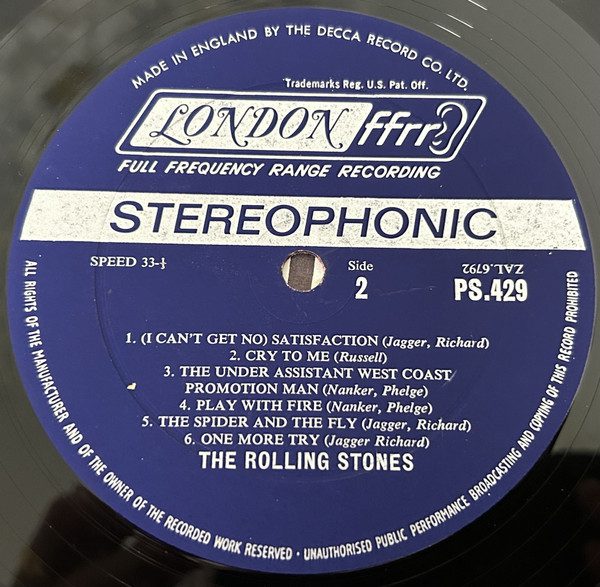 MADE IN ENGLAND BY THE DECCA RECORD CO. LTD.
Trademarks Reg. U.S. Pat. Off.
LONDON ffrr
FULL FREQUENCY RANGE RECORDING
STEREOPHONIC
SPEED 33-⅓
Side
2
ZAL.6792
PS.429
1. (I CAN'T GET NO) SATISFACTION (Jagger, Richard)
2. CRY TO ME (Russell)
3. THE UNDER ASSISTANT WEST COAST
PROMOTION MAN (Nanker, Phelge)
4. PLAY WITH FIRE (Nanker, Phelge)
5. THE SPIDER AND THE FLY (Jagger, Richard)
6. ONE MORE TRY (Jagger Richard)
THE ROLLING STONES
ALL RIGHTS OF THE MANUFACTURER AND OF THE OWNER OF THE RECORDED WORK RESERVED · UNAUTHORISED PUBLIC PERFORMANCE BROADCASTING AND COPYING OF THIS RECORD PROHIBITED